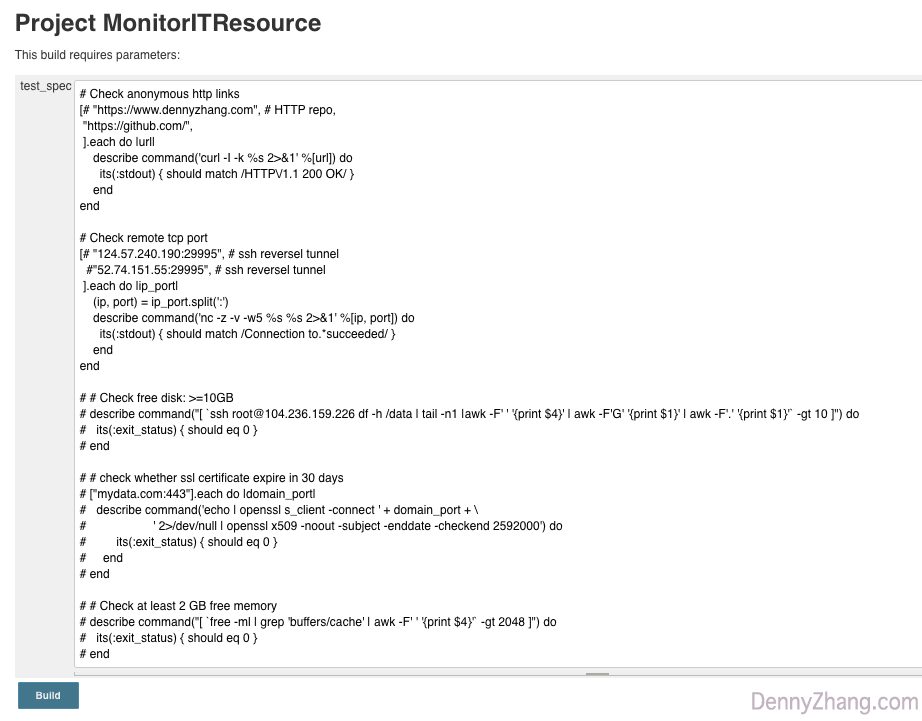 Project MonitorITResource
This build requires parameters:
test_spec
# Check anonymous http links
[# "https://www.dennyzhang.com", # HTTP repo,
"https://github.com/",
].each do |url|
describe command('curl -I -k %s 2>&1' %[url]) do
its(:stdout) { should match /HTTP\/1.1 200 OK/ }
end
end
# Check remote tcp port
[# "124.57.240.190:29995", # ssh reversel tunnel
#"52.74.151.55:29995", # ssh reversel tunnel
].each do |ip_port|
(ip, port) = ip_port.split(':')
describe command('nc -z -v -w5 %s %s 2>&1' %[ip, port]) do
its(:stdout) { should match /Connection to.*succeeded/ }
end
end
# # Check free disk: >=10GB
# describe command("[ `ssh root@104.236.159.226 df -h /data | tail -n1 |awk -F' ' '{print $4}' | awk -F'G' '{print $1}' | awk -F'.' '{print $1}'` -gt 10 ]") do
# its(:exit_status) { should eq 0 }
# end
# # check whether ssl certificate expire in 30 days
# ["mydata.com:443"].each do |domain_port|
# describe command('echo | openssl s_client -connect ' + domain_port + \
# ' 2>/dev/null | openssl x509 -noout -subject -enddate -checkend 2592000') do
# its(:exit_status) { should eq 0 }
# end
# end
# # Check at least 2 GB free memory
# describe command("[ `free -ml | grep 'buffers/cache' | awk -F' ' '{print $4}'` -gt 2048 ]") do
# its(:exit_status) { should eq 0 }
# end
Build
DennyZhang.com